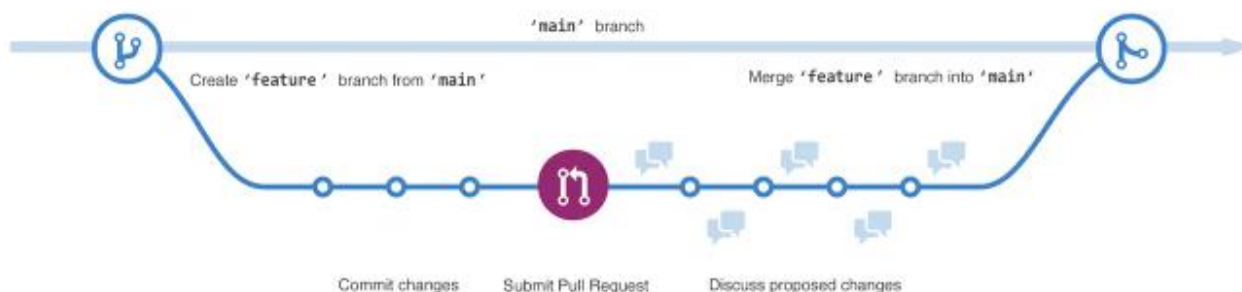 'main' branch
Create 'feature' branch from 'main'
Merge 'feature' branch into 'main'
Commit changes
Submit Pull Request
Discuss proposed changes